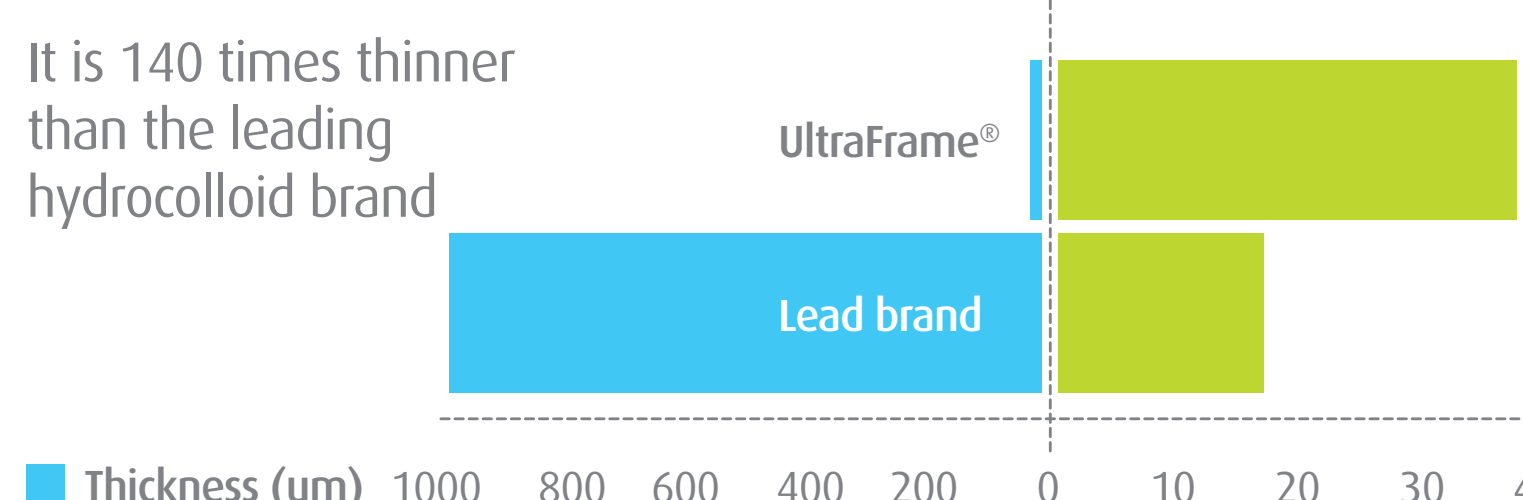 It is 140 times thinner
than the leading
hydrocolloid brand
UltraFrame®
Lead brand
Thickness (um) 1000 800 600 400 200 0 10 20 30